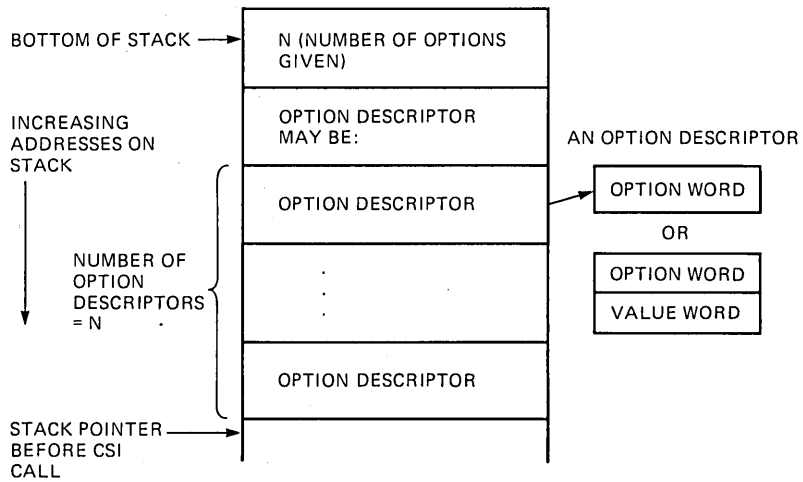 BOTTOM OF STACK
N (NUMBER OF OPTIONS
GIVEN)
INCREASING
ADDRESSES ON
STACK
OPTION DESCRIPTOR
MAY BE:
AN OPTION DESCRIPTOR
OPTION DESCRIPTOR
OPTION WORD
OR
NUMBER OF
OPTION
DESCRIPTORS
= N
OPTION WORD
VALUE WORD
OPTION DESCRIPTOR
STACK POINTER
BEFORE CSI
CALL